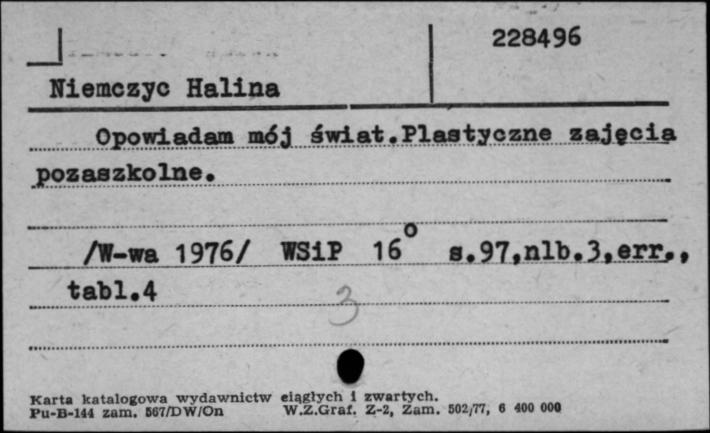 228496
Niemczyc Halina
Opowiadam mój świat.Plastyczne zajęcia
pozaszkolne.
/W-wa 1976/ WSiP 16° s.97,nlb.3,err.,
tabl.4
3
Karta katalogowa wydawnictw ciągłych i zwartych.
Pu-B-144 zam. 567/DW/On W.Z.Graf. Z-2, Zam. 502/77, 6 400 000